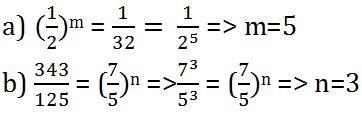 a) (1/2)^m = 1/32 = 1/2^5 => m=5
b) 343/125 = (7/5)^n => 7^3/5^3 = (7/5)^n => n=3